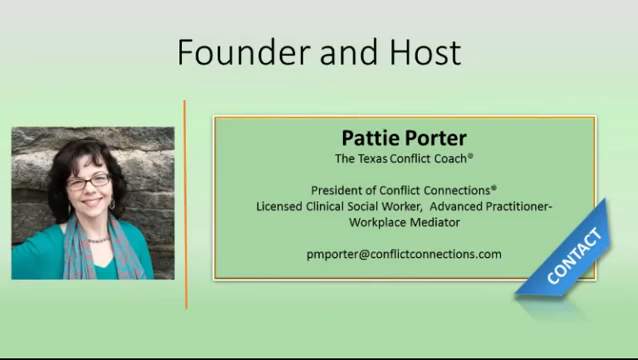 Founder and Host
Pattie Porter
The Texas Conflict Coach®
President of Conflict Connections®
Licensed Clinical Social Worker, Advanced Practitioner-
Workplace Mediator
pmporter@conflictconnections.com
CONTACT